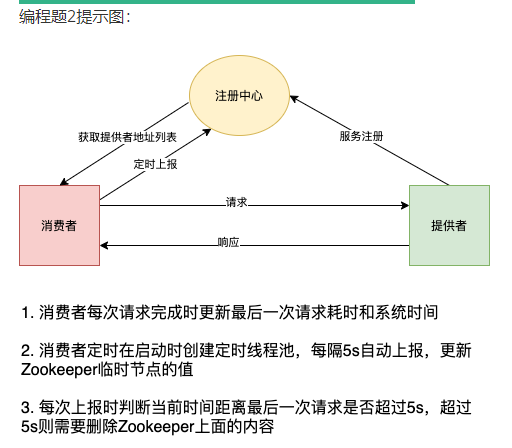 编程题2提示图：
注册中心
获取提供者地址列表
定时上报
服务注册
消费者
请求
提供者
响应
1. 消费者每次请求完成时更新最后一次请求耗时和系统时间
2. 消费者定时在启动时创建定时线程池，每隔5s自动上报，更新
Zookeeper临时节点的值
3. 每次上报时判断当前时间距离最后一次请求是否超过5s，超过
5s则需要删除Zookeeper上面的内容